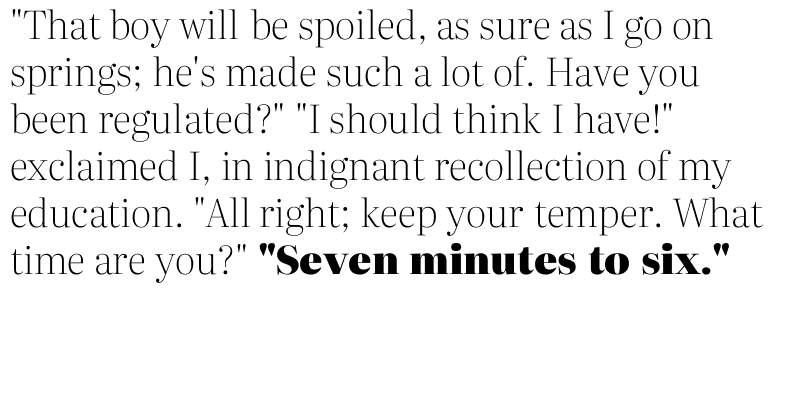 "That boy will be spoiled, as sure as I go on
springs; he's made such a lot of. Have you
been regulated?" "I should think I have!"
exclaimed I, in indignant recollection of my
education. "All right; keep your temper. What
time are you?" "Seven minutes to six."